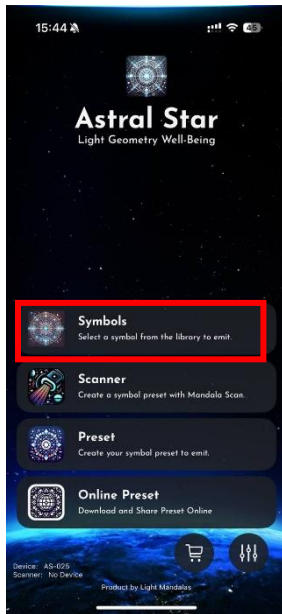 15:44
45
Astral Star
Light Geometry Well-Being
Symbols
Select a symbol from the library to emit.
Scanner
Create a symbol preset with Mandala Scan.
Preset
Create your symbol preset to emit.
Online Preset
Download and Share Preset Online
Device: AS-025
Scanner: No Device
Product by Light Mandalas